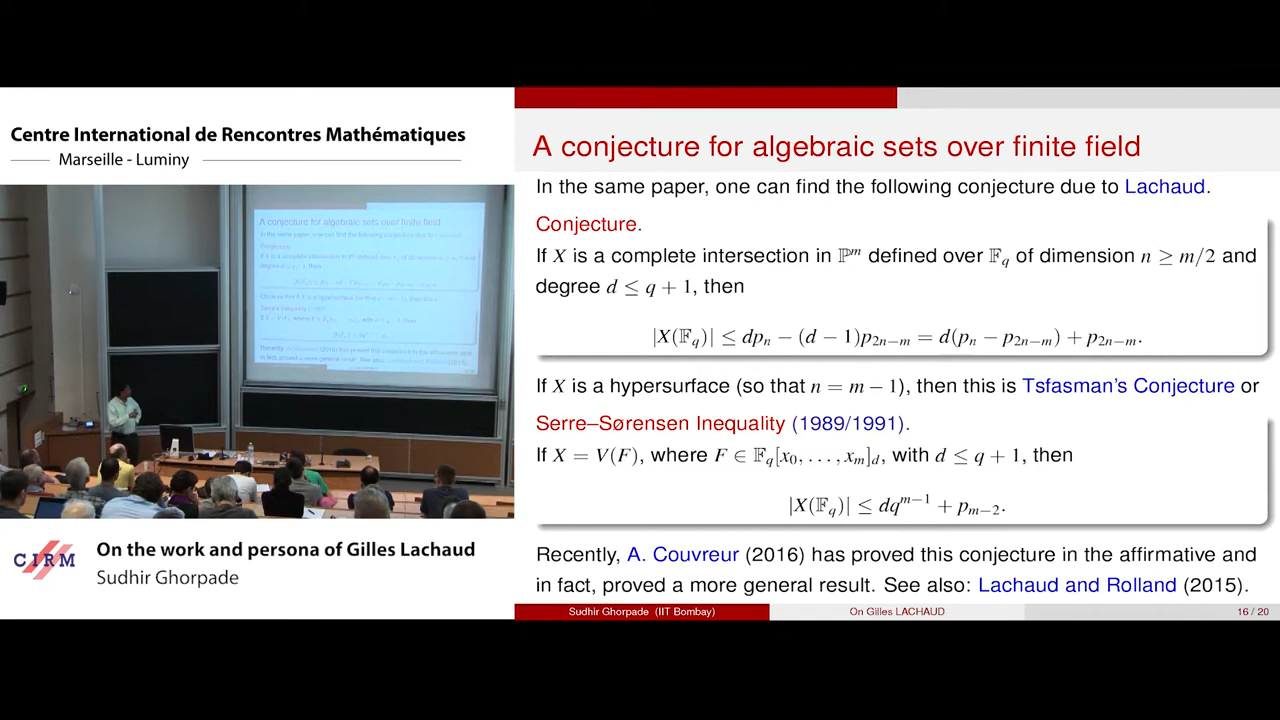 Centre International de Rencontres Mathématiques
Marseille - Luminy
A conjecture for algebraic sets over finite field
In the same paper, one can find the following conjecture due to Lachaud.
Conjecture.
If X is a complete intersection in ℙᵐ defined over 𝔽_q of dimension n ≥ m/2 and
degree d ≤ q + 1, then
|X(𝔽_q)| ≤ dp_n − (d − 1)p_{2n−m} = d(p_n − p_{2n−m}) + p_{2n−m}.
If X is a hypersurface (so that n = m − 1), then this is Tsfasman's Conjecture or
Serre–Sørensen Inequality (1989/1991).
If X = V(F), where F ∈ 𝔽_q[x_0, . . . , x_m]_d, with d ≤ q + 1, then
|X(𝔽_q)| ≤ dq^{m−1} + p_{m−2}.
Recently, A. Couvreur (2016) has proved this conjecture in the affirmative and
in fact, proved a more general result. See also: Lachaud and Rolland (2015).
Sudhir Ghorpade (IIT Bombay)
On Gilles LACHAUD
16 / 20
CIRM
On the work and persona of Gilles Lachaud
Sudhir Ghorpade